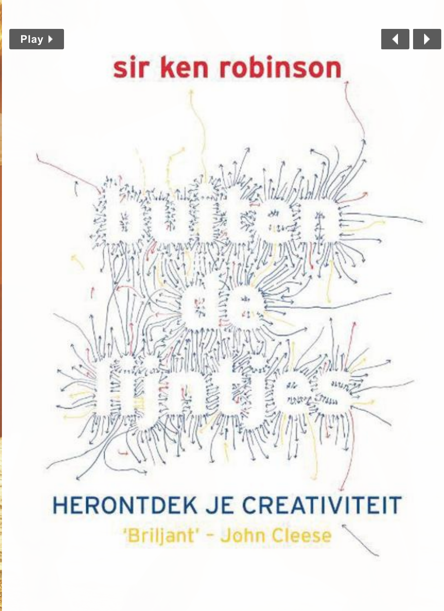 Play
sir ken robinson
buiten
de
lijntjes
HERONTDEK JE CREATIVITEIT
'Briljant' – John Cleese